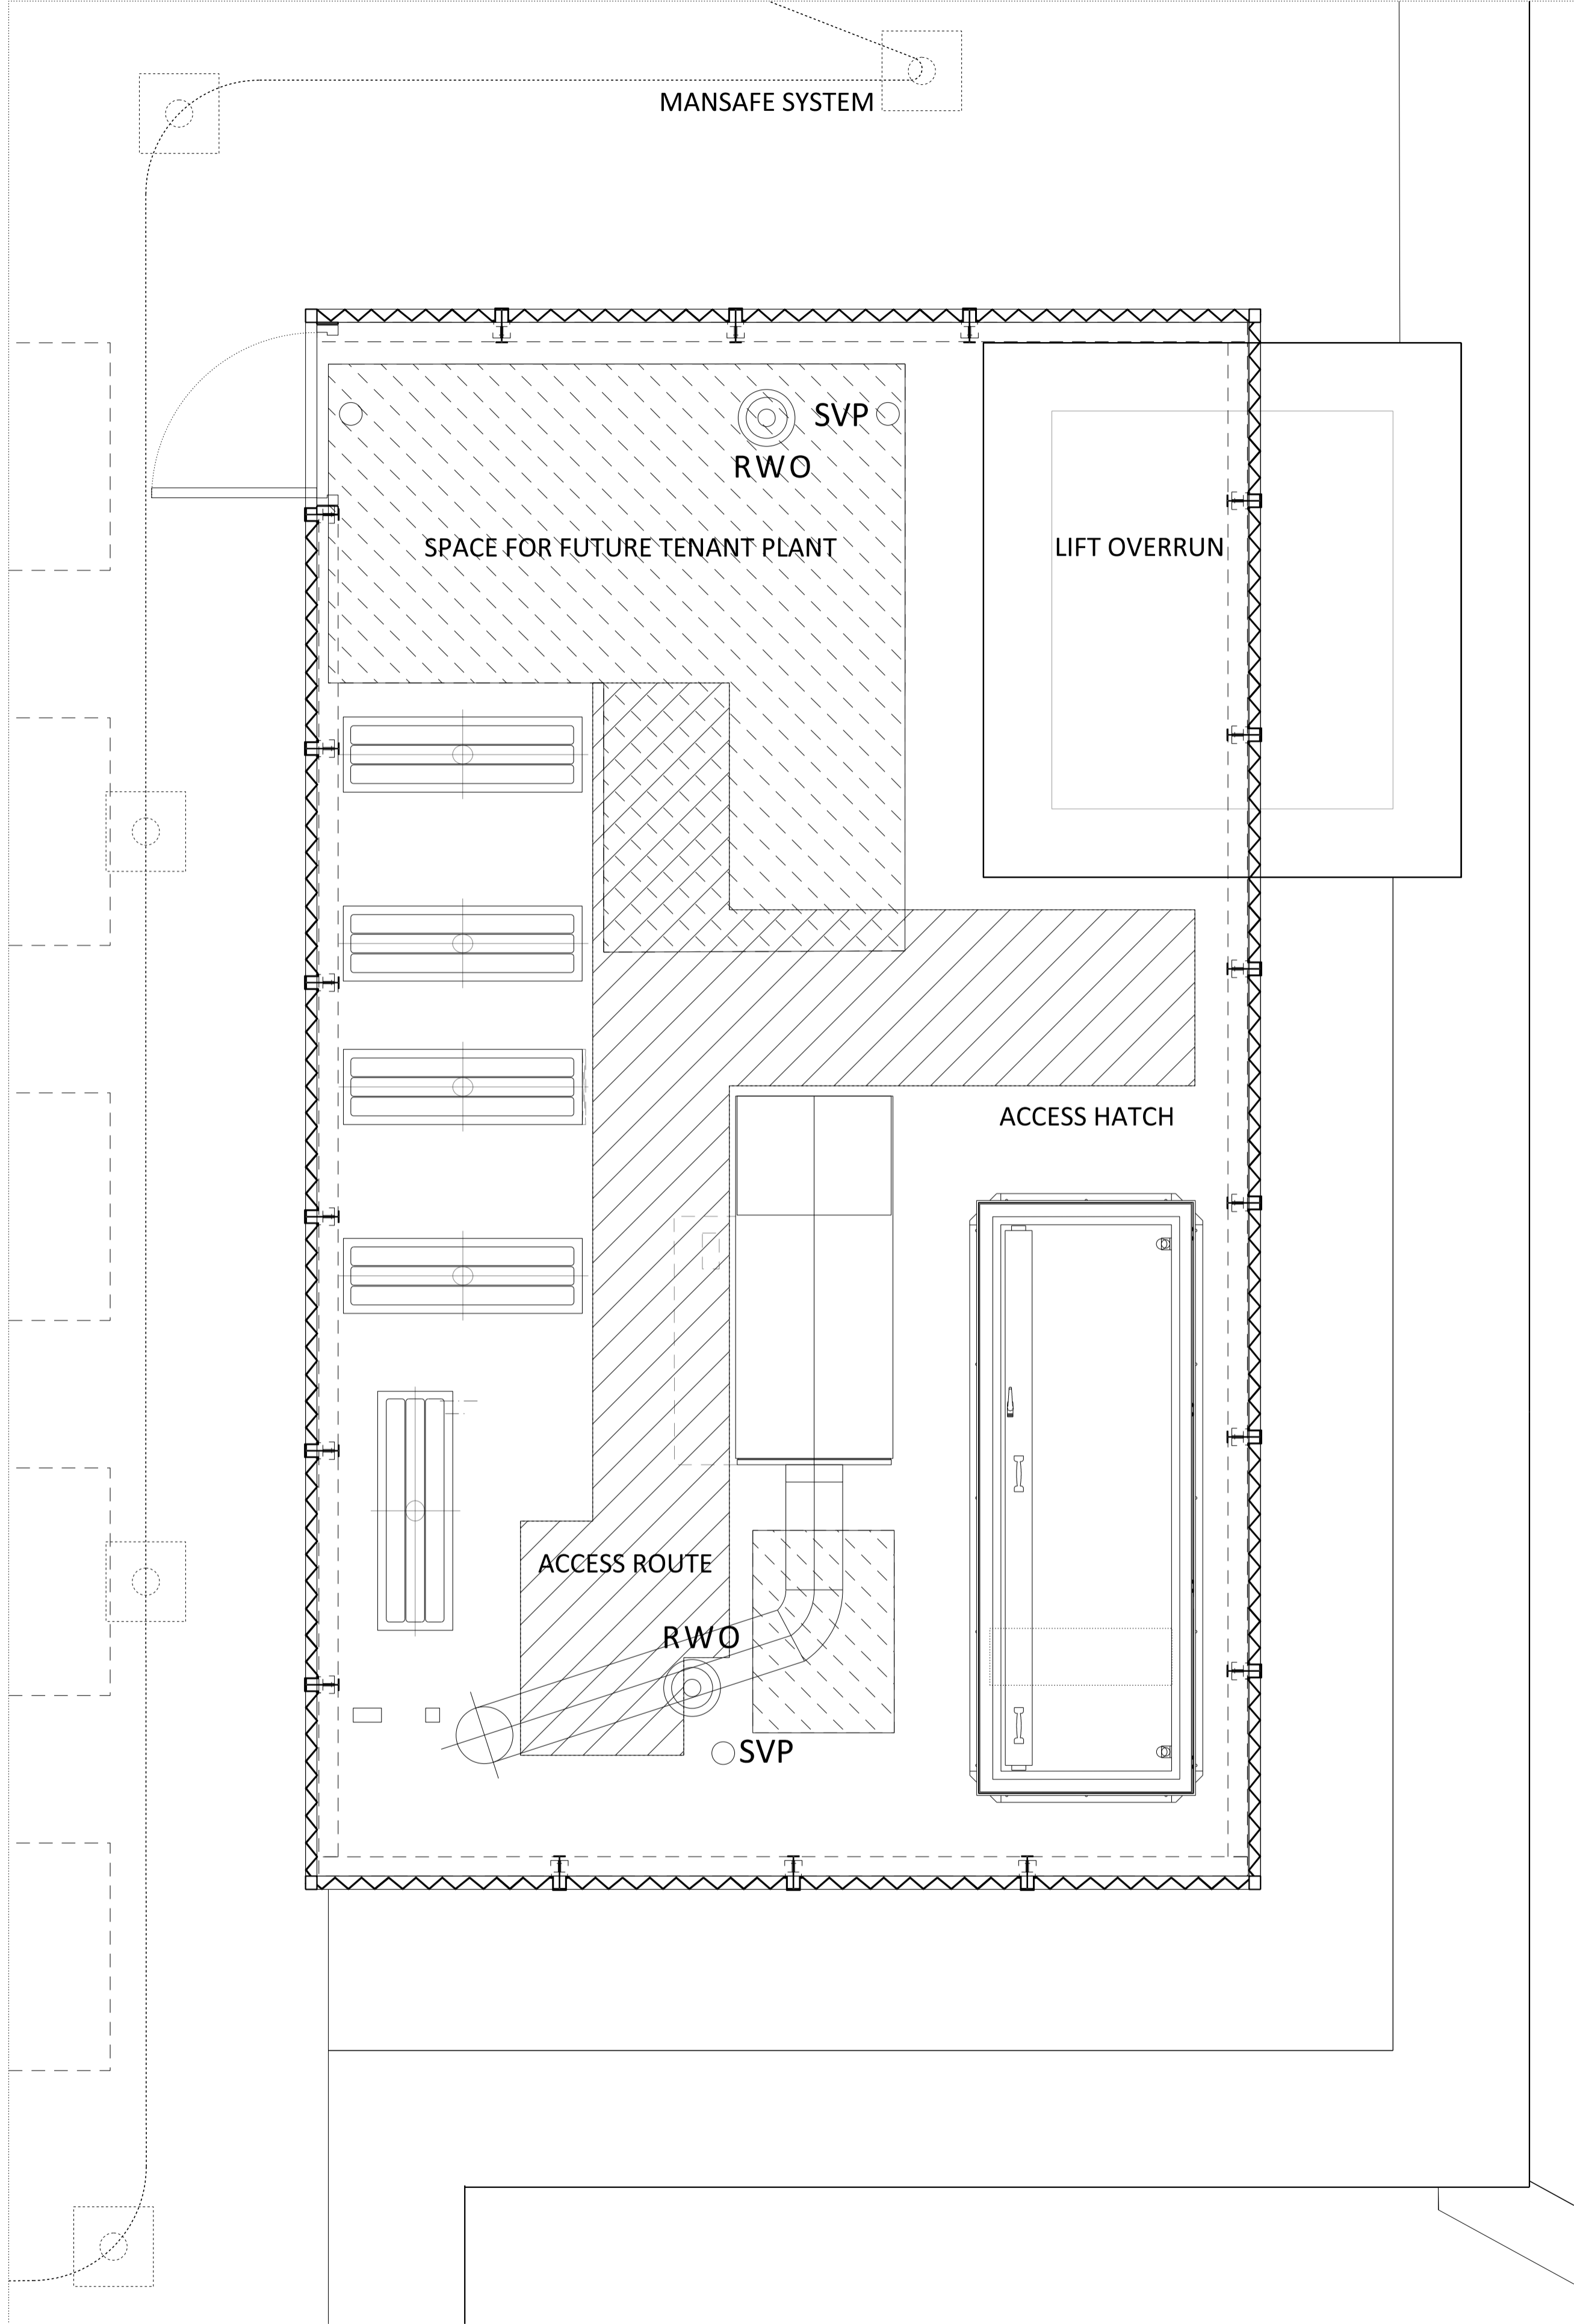 MANSAFE SYSTEM
SVP
RWO
SPACE FOR FUTURE TENANT PLANT
LIFT OVERRUN
ACCESS HATCH
ACCESS ROUTE
RWO
SVP